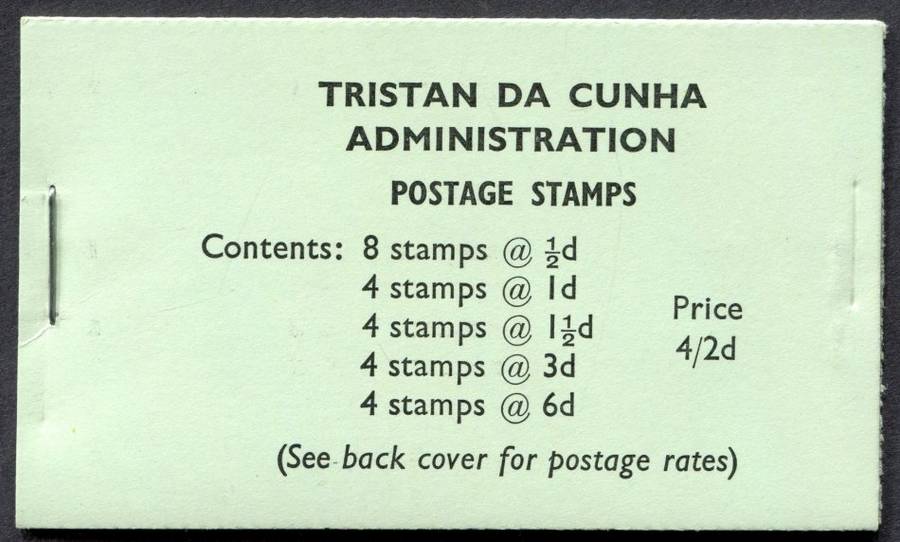 TRISTAN DA CUNHA
ADMINISTRATION
POSTAGE STAMPS
Contents: 8 stamps @ ½d
4 stamps @ 1d
4 stamps @ 1½d
4 stamps @ 3d
4 stamps @ 6d
Price
4/2d
(See back cover for postage rates)